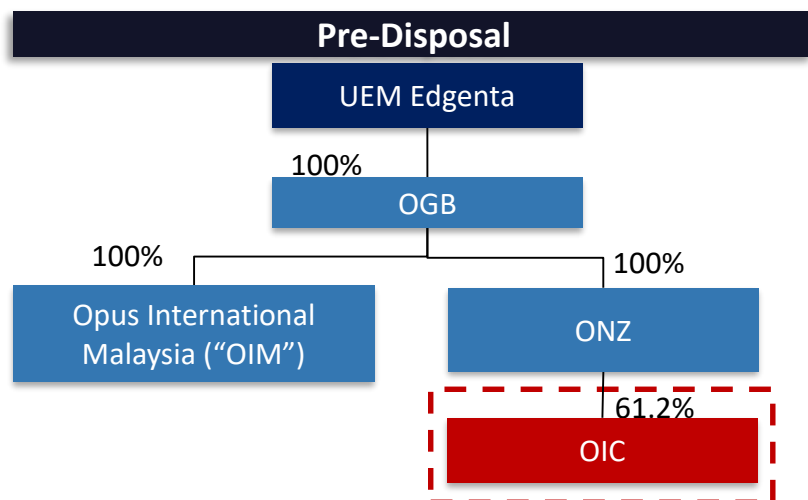 Pre-Disposal
UEM Edgenta
100%
OGB
100%
100%
Opus International
Malaysia (“OIM”)
ONZ
61.2%
OIC